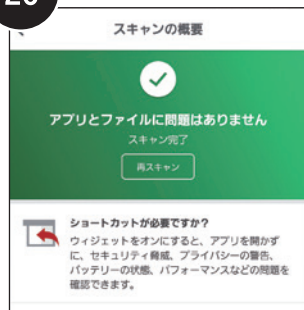 20
スキャンの概要
アプリとファイルに問題はありません
スキャン完了
再スキャン
ショートカットが必要ですか?
ウィジェットをオンにすると、アプリを開かず
に、セキュリティ脅威、プライバシーの警告、
バッテリーの状態、パフォーマンスなどの問題を
確認できます。